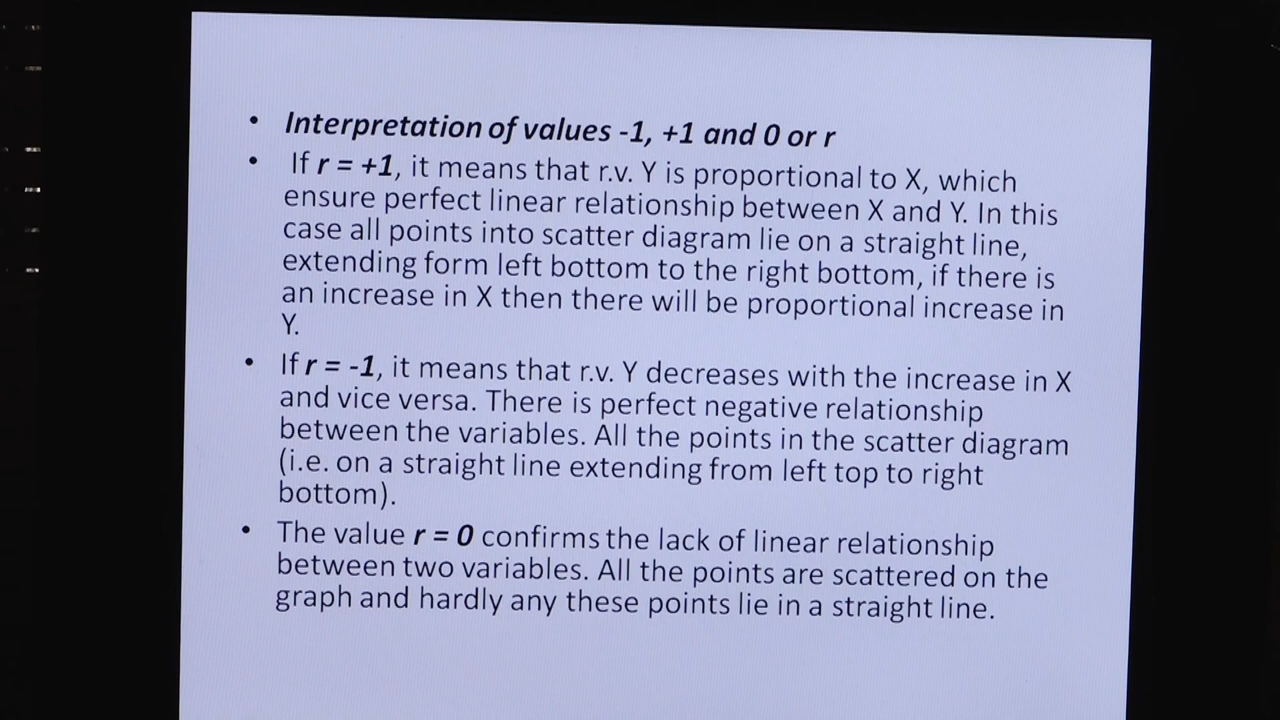 • Interpretation of values -1, +1 and 0 or r
• If r = +1, it means that r.v. Y is proportional to X, which
ensure perfect linear relationship between X and Y. In this
case all points into scatter diagram lie on a straight line,
extending form left bottom to the right bottom, if there is
an increase in X then there will be proportional increase in
Y.
• If r = -1, it means that r.v. Y decreases with the increase in X
and vice versa. There is perfect negative relationship
between the variables. All the points in the scatter diagram
(i.e. on a straight line extending from left top to right
bottom).
• The value r = 0 confirms the lack of linear relationship
between two variables. All the points are scattered on the
graph and hardly any these points lie in a straight line.